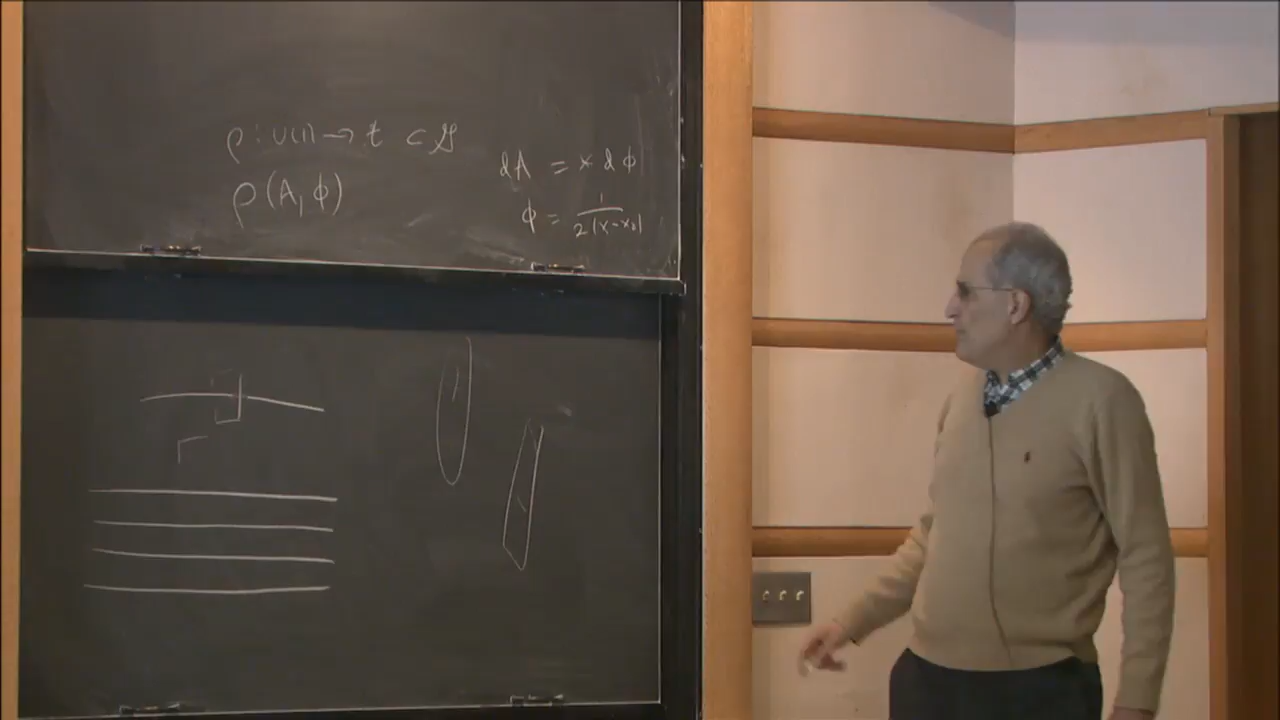 ρ : U(1) → t ⊂ 𝒢
ρ(A, ϕ)
dA = * dϕ
ϕ = 1/2|x-x₀|